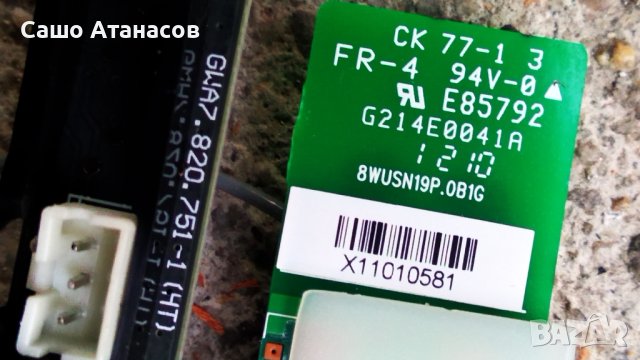 Сашо Атанасов
GWA7.820.751-1 (HT)
CK 77-1 3
FR-4 94V-0
E85792
G214E0041A
1210
8WUSN19P.0B1G
X11010581
bazar